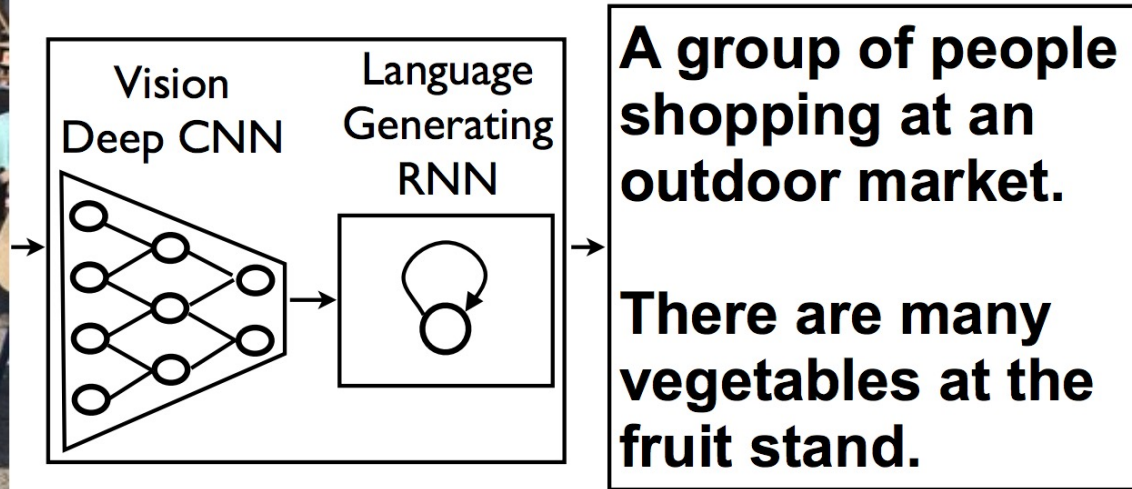 Vision
Deep CNN
Language
Generating
RNN
A group of people
shopping at an
outdoor market.
There are many
vegetables at the
fruit stand.